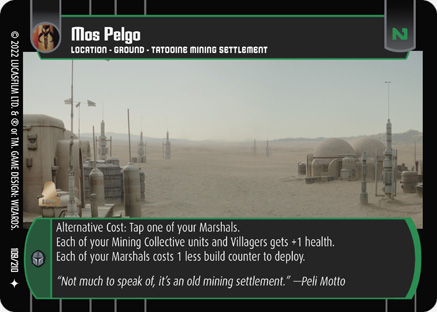 Mos Pelgo
LOCATION - GROUND - TATOOINE MINING SETTLEMENT
N
© 2022 LUCASFILM LTD. & ® or TM. GAME DESIGN: WIZARDS.
109/210
Alternative Cost: Tap one of your Marshals.
Each of your Mining Collective units and Villagers gets +1 health.
Each of your Marshals costs 1 less build counter to deploy.
“Not much to speak of, it’s an old mining settlement.” —Peli Motto